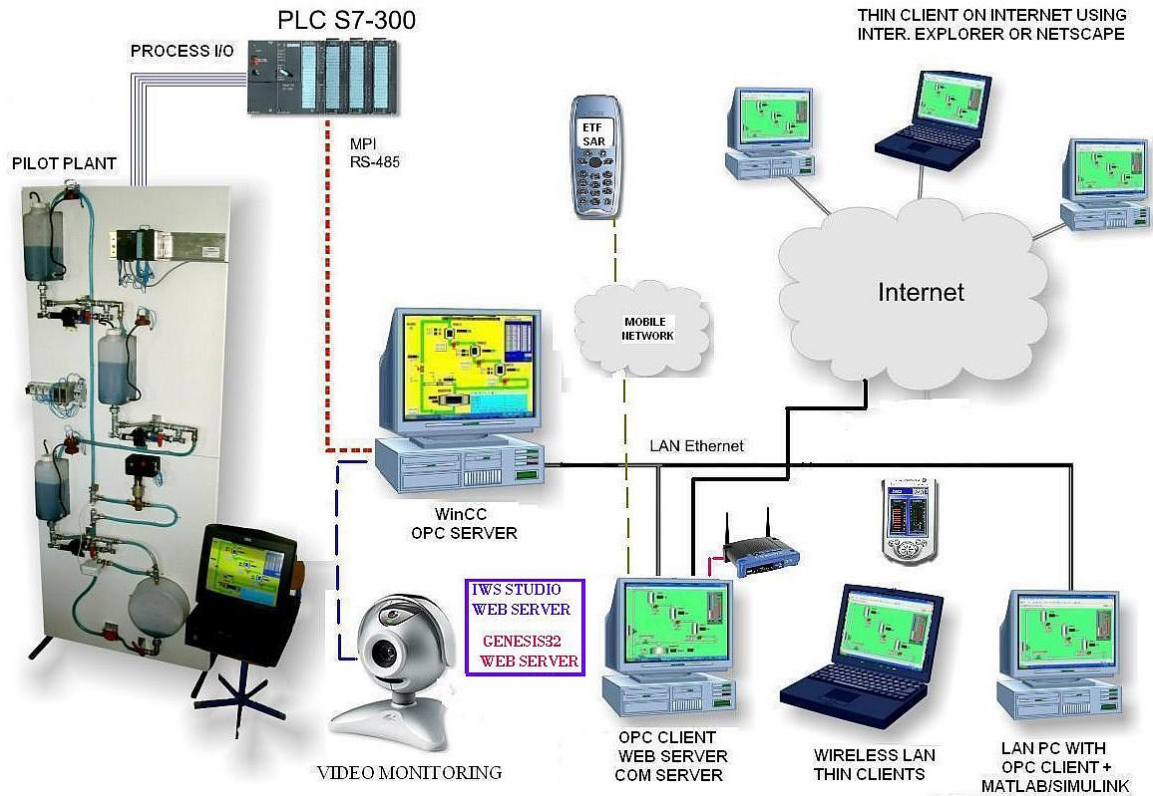 PLC S7-300
PROCESS I/O
THIN CLIENT ON INTERNET USING
INTER. EXPLORER OR NETSCAPE
ETF
SAR
MPI
RS-485
PILOT PLANT
Internet
MOBILE
NETWORK
LAN Ethernet
WinCC
OPC SERVER
IWS STUDIO
WEB SERVER
GENESIS32
WEB SERVER
VIDEO MONITORING
OPC CLIENT
WEB SERVER
COM SERVER
WIRELESS LAN
THIN CLIENTS
LAN PC WITH
OPC CLIENT +
MATLAB/SIMULINK